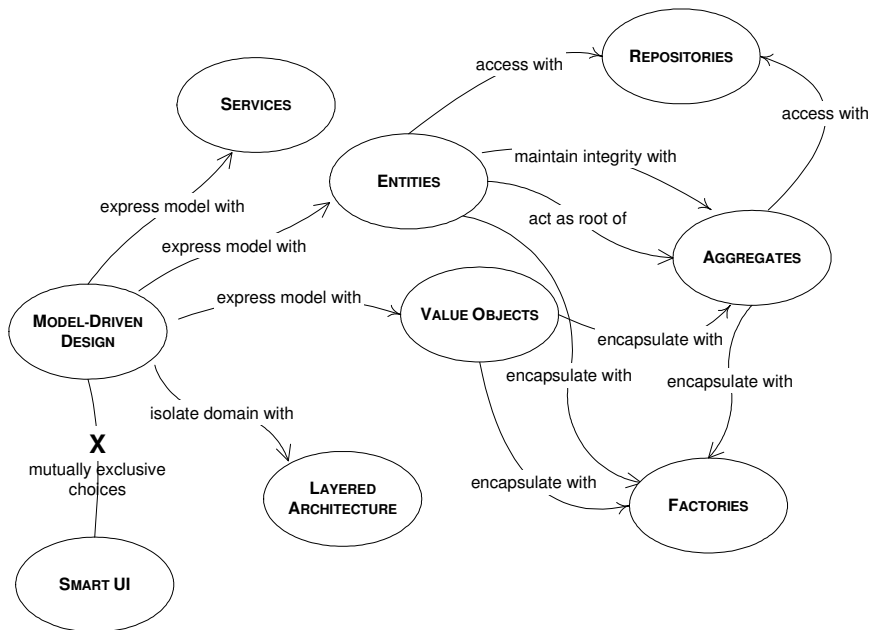 REPOSITORIES
access with
SERVICES
access with
maintain integrity with
ENTITIES
express model with
act as root of
express model with
AGGREGATES
express model with
MODEL-DRIVEN
DESIGN
VALUE OBJECTS
encapsulate with
encapsulate with
encapsulate with
isolate domain with
X
mutually exclusive
choices
encapsulate with
LAYERED
ARCHITECTURE
FACTORIES
SMART UI